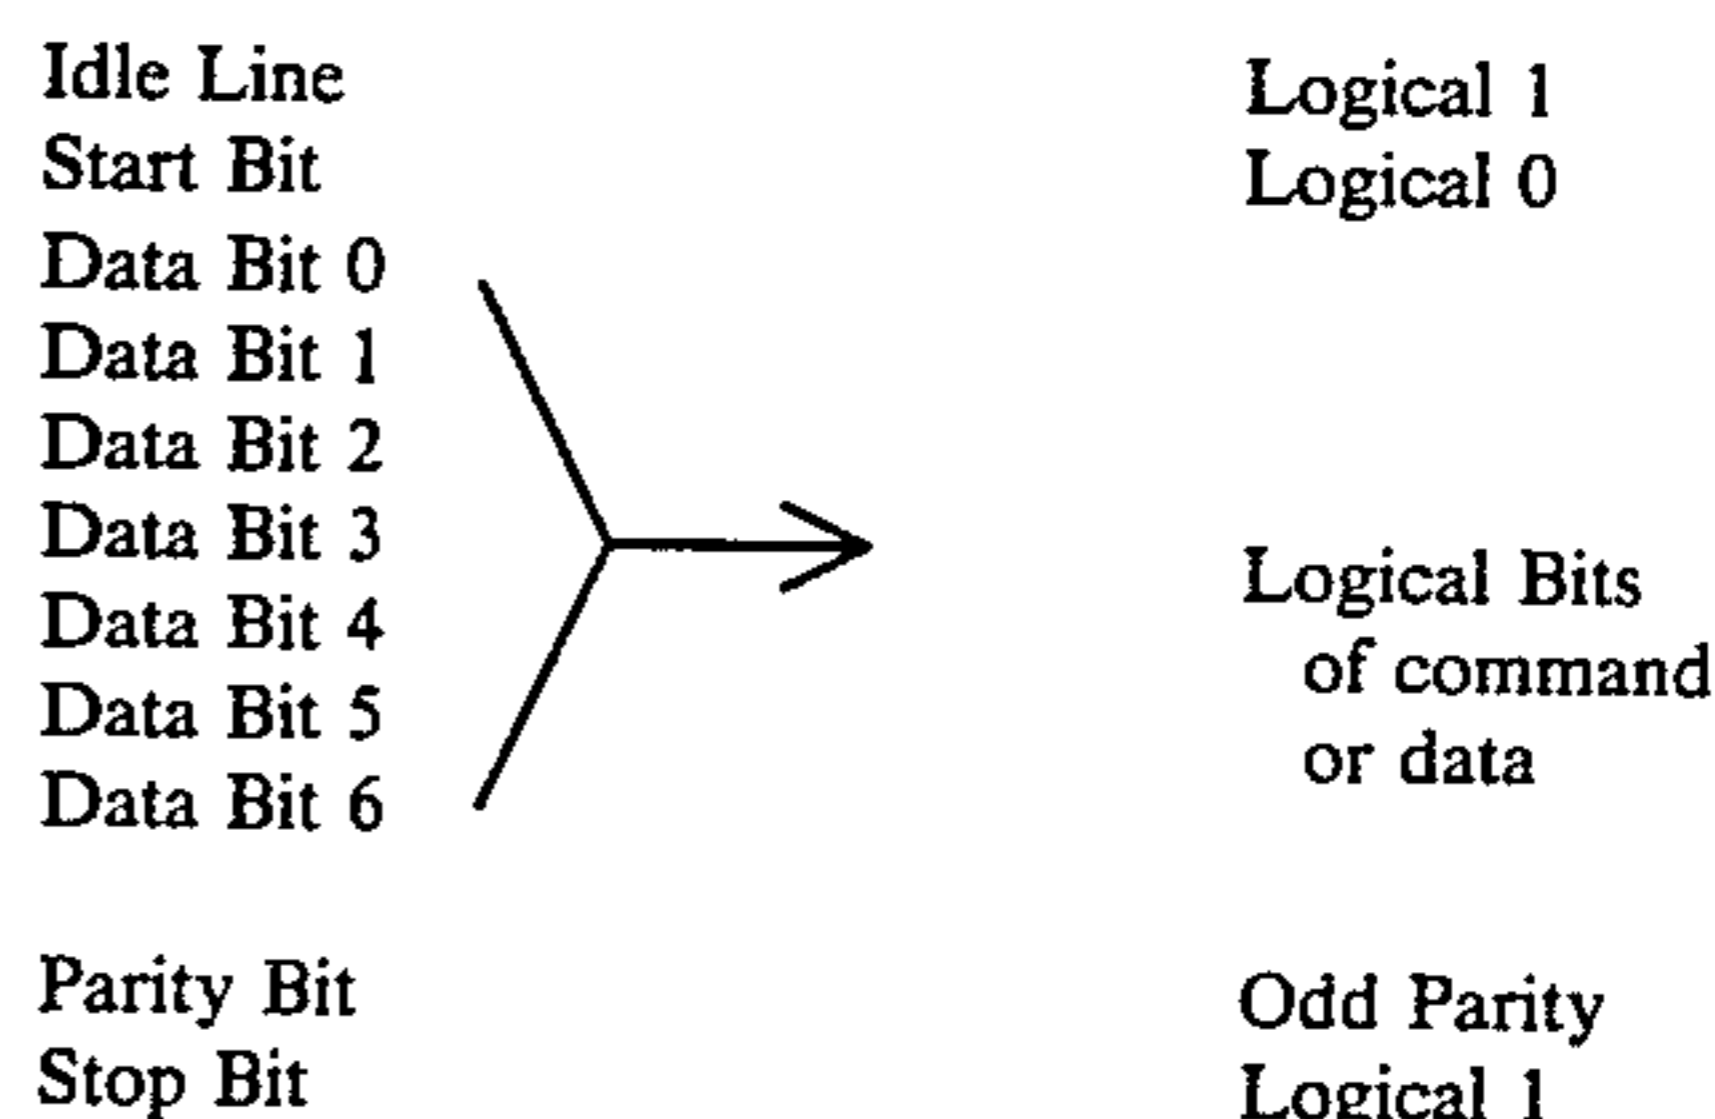 Idle Line
Logical 1
Start Bit
Logical 0
Data Bit 0
Data Bit 1
Data Bit 2
Data Bit 3
Data Bit 4
Data Bit 5
Data Bit 6
Logical Bits
of command
or data
Parity Bit
Odd Parity
Stop Bit
Logical 1